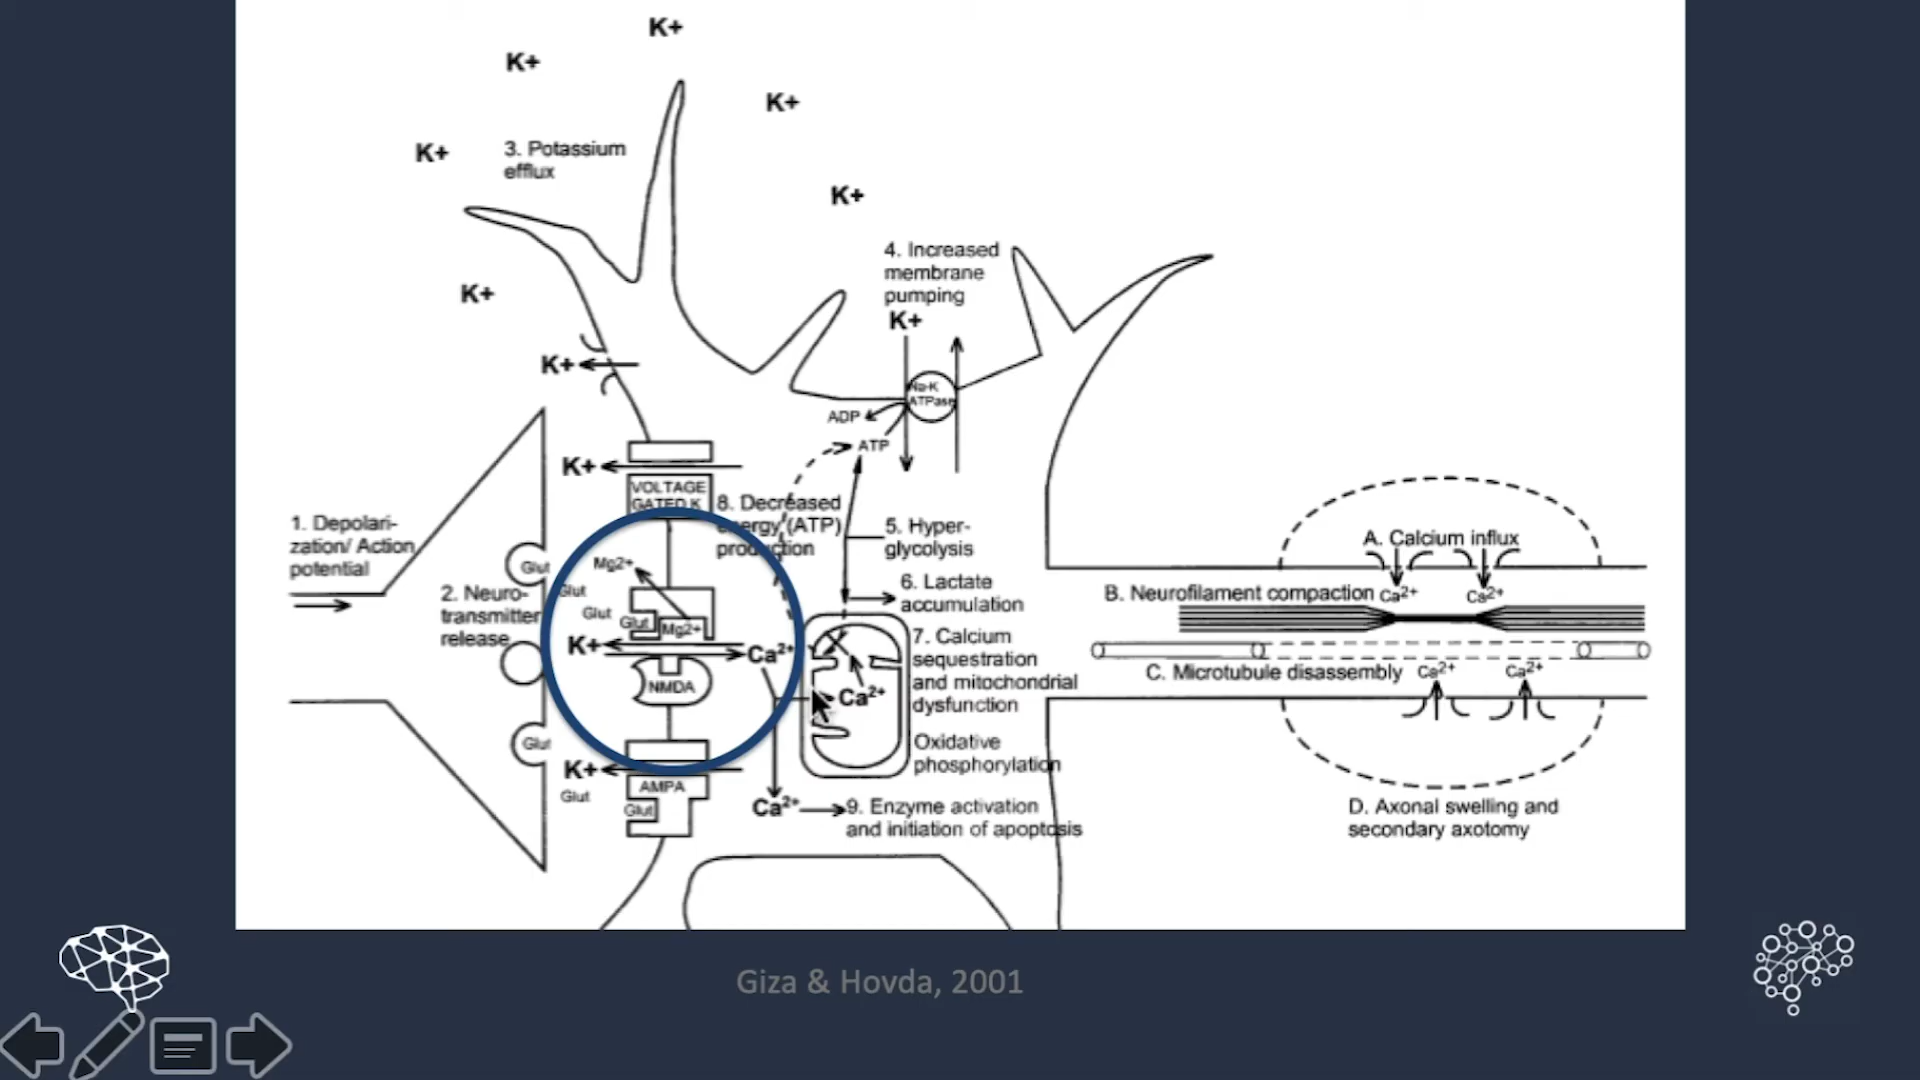 K+
K+
K+
K+
3. Potassium
efflux
K+
K+
4. Increased
membrane
pumping
K+
K+
Na-K
ATPase
ADP
ATP
K+
VOLTAGE
GATED K
8. Decreased
energy (ATP)
production
1. Depolari-
zation/ Action
potential
5. Hyper-
glycolysis
2. Neuro-
transmitter
release
Glut
Glut
Glut
Glut
Mg2+
Mg2+
K+
Ca2+
NMDA
6. Lactate
accumulation
7. Calcium
sequestration
and mitochondrial
dysfunction
Ca2+
Oxidative
phosphorylation
Glut
K+
Glut
AMPA
Glut
Ca2+
9. Enzyme activation
and initiation of apoptosis
A. Calcium influx
B. Neurofilament compaction
Ca2+
Ca2+
C. Microtubule disassembly
Ca2+
Ca2+
D. Axonal swelling and
secondary axotomy
Giza & Hovda, 2001